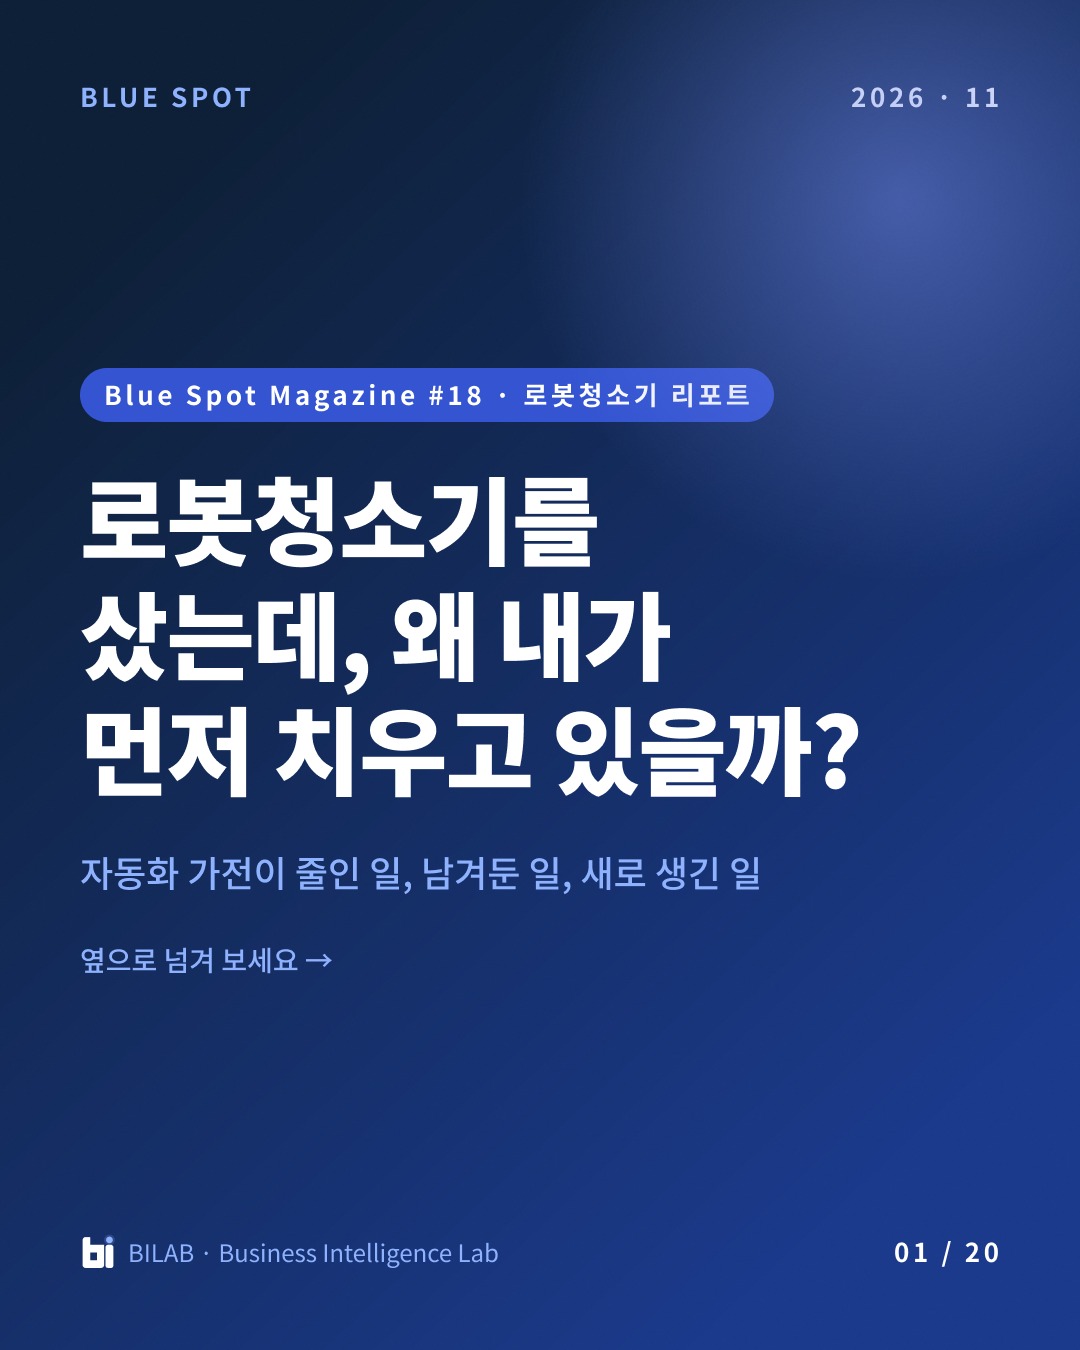 BLUE SPOT
2026 · 11
Blue Spot Magazine #18 · 로봇청소기 리포트
로봇청소기를
샀는데, 왜 내가
먼저 치우고 있을까?
자동화 가전이 줄인 일, 남겨둔 일, 새로 생긴 일
옆으로 넘겨 보세요 →
bi BILAB · Business Intelligence Lab
01 / 20